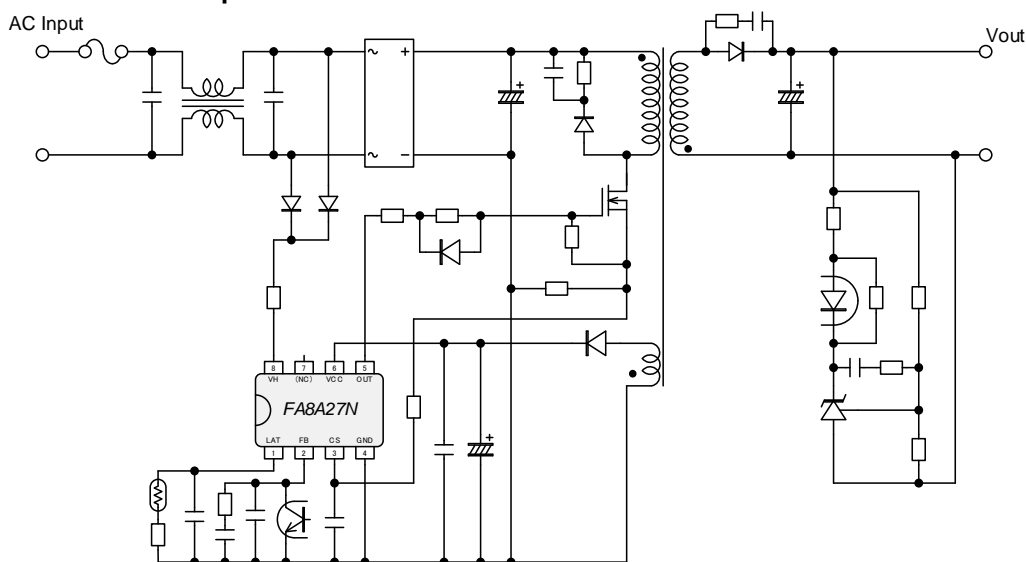 AC Input
Vout
~
+
~
−
+
+
+
8
7
6
5
VH
(NC)
VCC
OUT
FA8A27N
LAT
FB
CS
GND
1
2
3
4